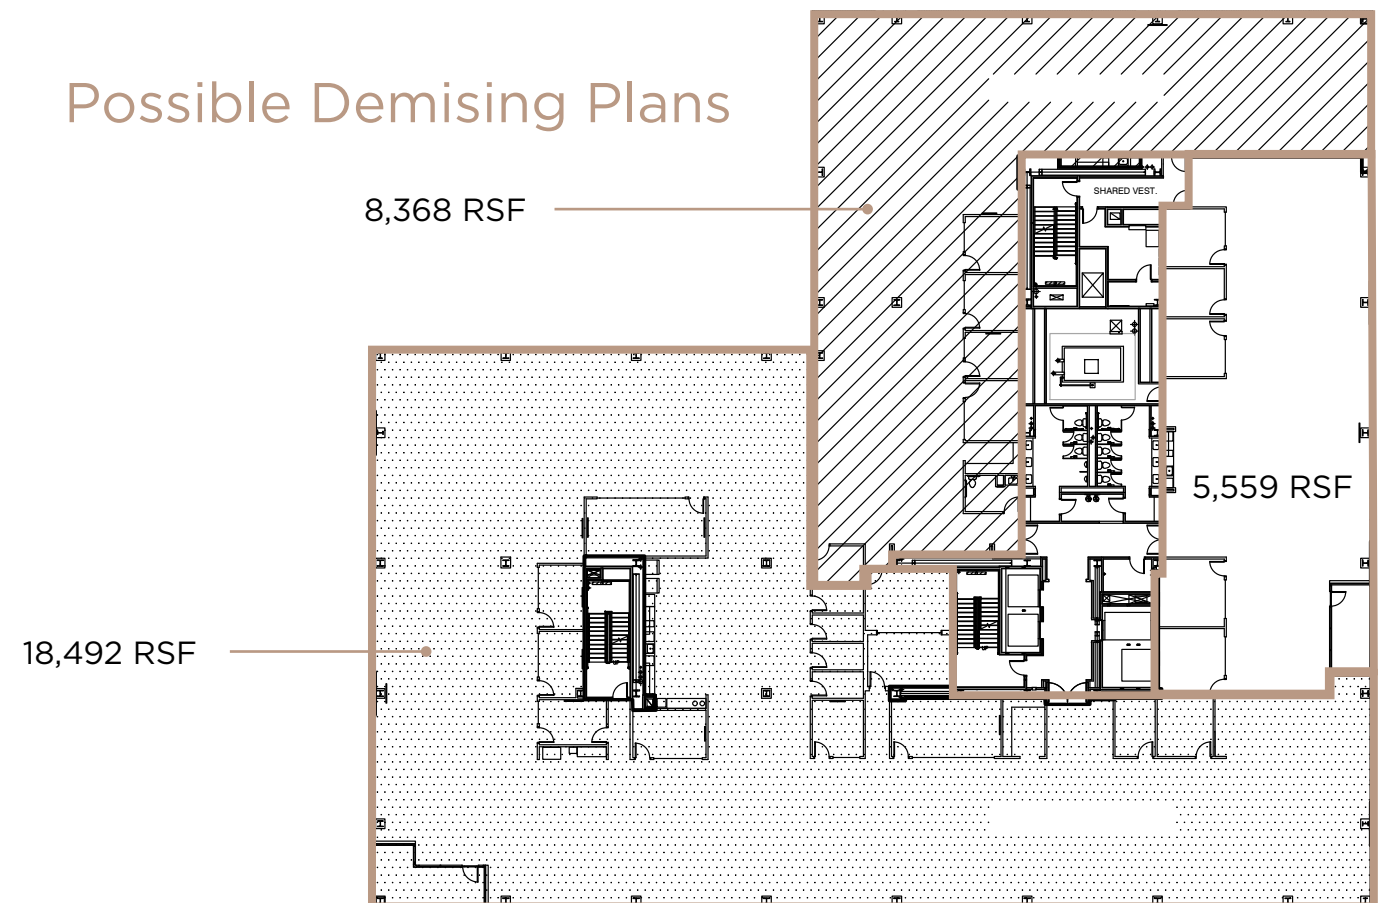 Possible Demising Plans
8,368 RSF
SHARED VEST.
5,559 RSF
18,492 RSF